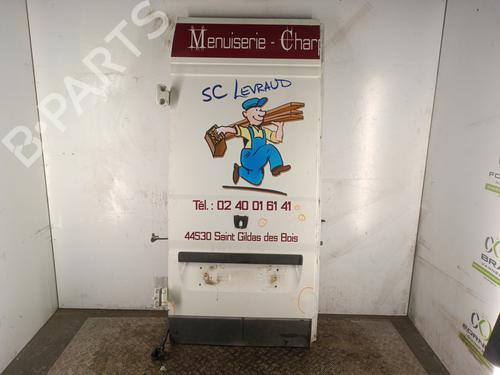 Menuiserie - Char
SC LEVRAUD
Tél. : 02 40 01 61 41
44530 Saint Gildas des Bois
B-PARTS